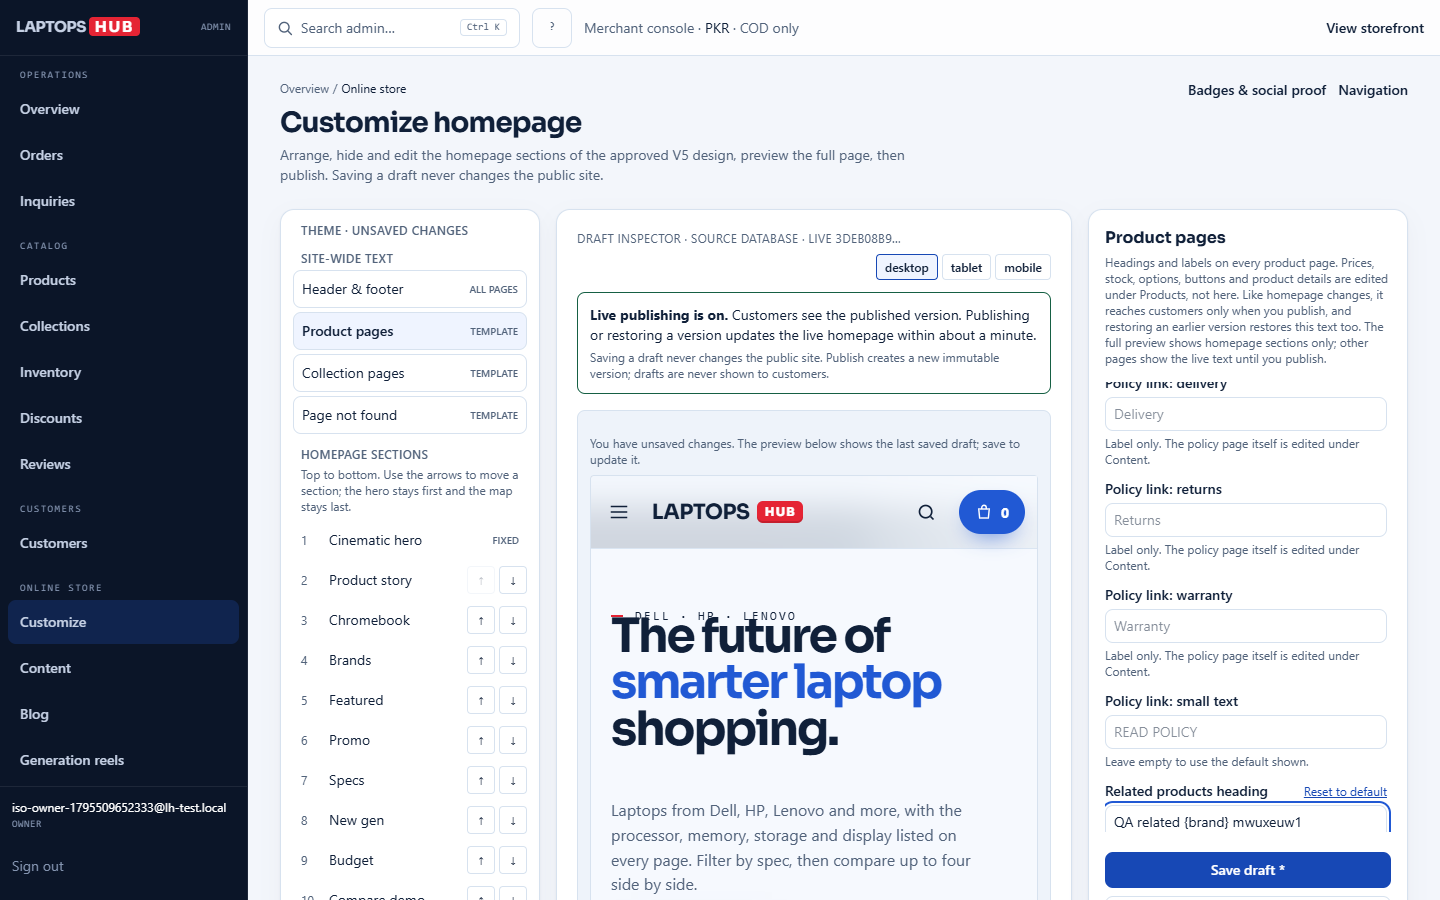 LAPTOPS HUB
ADMIN
OPERATIONS
Overview
Orders
Inquiries
CATALOG
Products
Collections
Inventory
Discounts
Reviews
CUSTOMERS
Customers
ONLINE STORE
Customize
Content
Blog
Generation reels
iso-owner-1795509652333@lh-test.local
OWNER
Sign out
Search admin...
Ctrl K
?
Merchant console · PKR · COD only
View storefront
Overview / Online store
Badges & social proof
Navigation
Customize homepage
Arrange, hide and edit the homepage sections of the approved V5 design, preview the full page, then
publish. Saving a draft never changes the public site.
THEME · UNSAVED CHANGES
SITE-WIDE TEXT
Header & footer ALL PAGES
Product pages TEMPLATE
Collection pages TEMPLATE
Page not found TEMPLATE
HOMEPAGE SECTIONS
Top to bottom. Use the arrows to move a
section; the hero stays first and the map
stays last.
1 Cinematic hero FIXED
2 Product story ↑ ↓
3 Chromebook ↑ ↓
4 Brands ↑ ↓
5 Featured ↑ ↓
6 Promo ↑ ↓
7 Specs ↑ ↓
8 New gen ↑ ↓
9 Budget ↑ ↓
10 Compare demo
DRAFT INSPECTOR · SOURCE DATABASE · LIVE 3DEB08B9...
desktop
tablet
mobile
Live publishing is on. Customers see the published version. Publishing
or restoring a version updates the live homepage within about a minute.
Saving a draft never changes the public site. Publish creates a new immutable
version; drafts are never shown to customers.
You have unsaved changes. The preview below shows the last saved draft; save to
update it.
LAPTOPS HUB
0
DELL · HP · LENOVO
The future of
smarter laptop
shopping.
Laptops from Dell, HP, Lenovo and more, with the
processor, memory, storage and display listed on
every page. Filter by spec, then compare up to four
side by side.
Product pages
Headings and labels on every product page. Prices,
stock, options, buttons and product details are edited
under Products, not here. Like homepage changes, it
reaches customers only when you publish, and
restoring an earlier version restores this text too. The
full preview shows homepage sections only; other
pages show the live text until you publish.
Policy link: delivery
Delivery
Label only. The policy page itself is edited under
Content.
Policy link: returns
Returns
Label only. The policy page itself is edited under
Content.
Policy link: warranty
Warranty
Label only. The policy page itself is edited under
Content.
Policy link: small text
READ POLICY
Leave empty to use the default shown.
Related products heading Reset to default
QA related {brand} mwuxeuw1
Save draft *